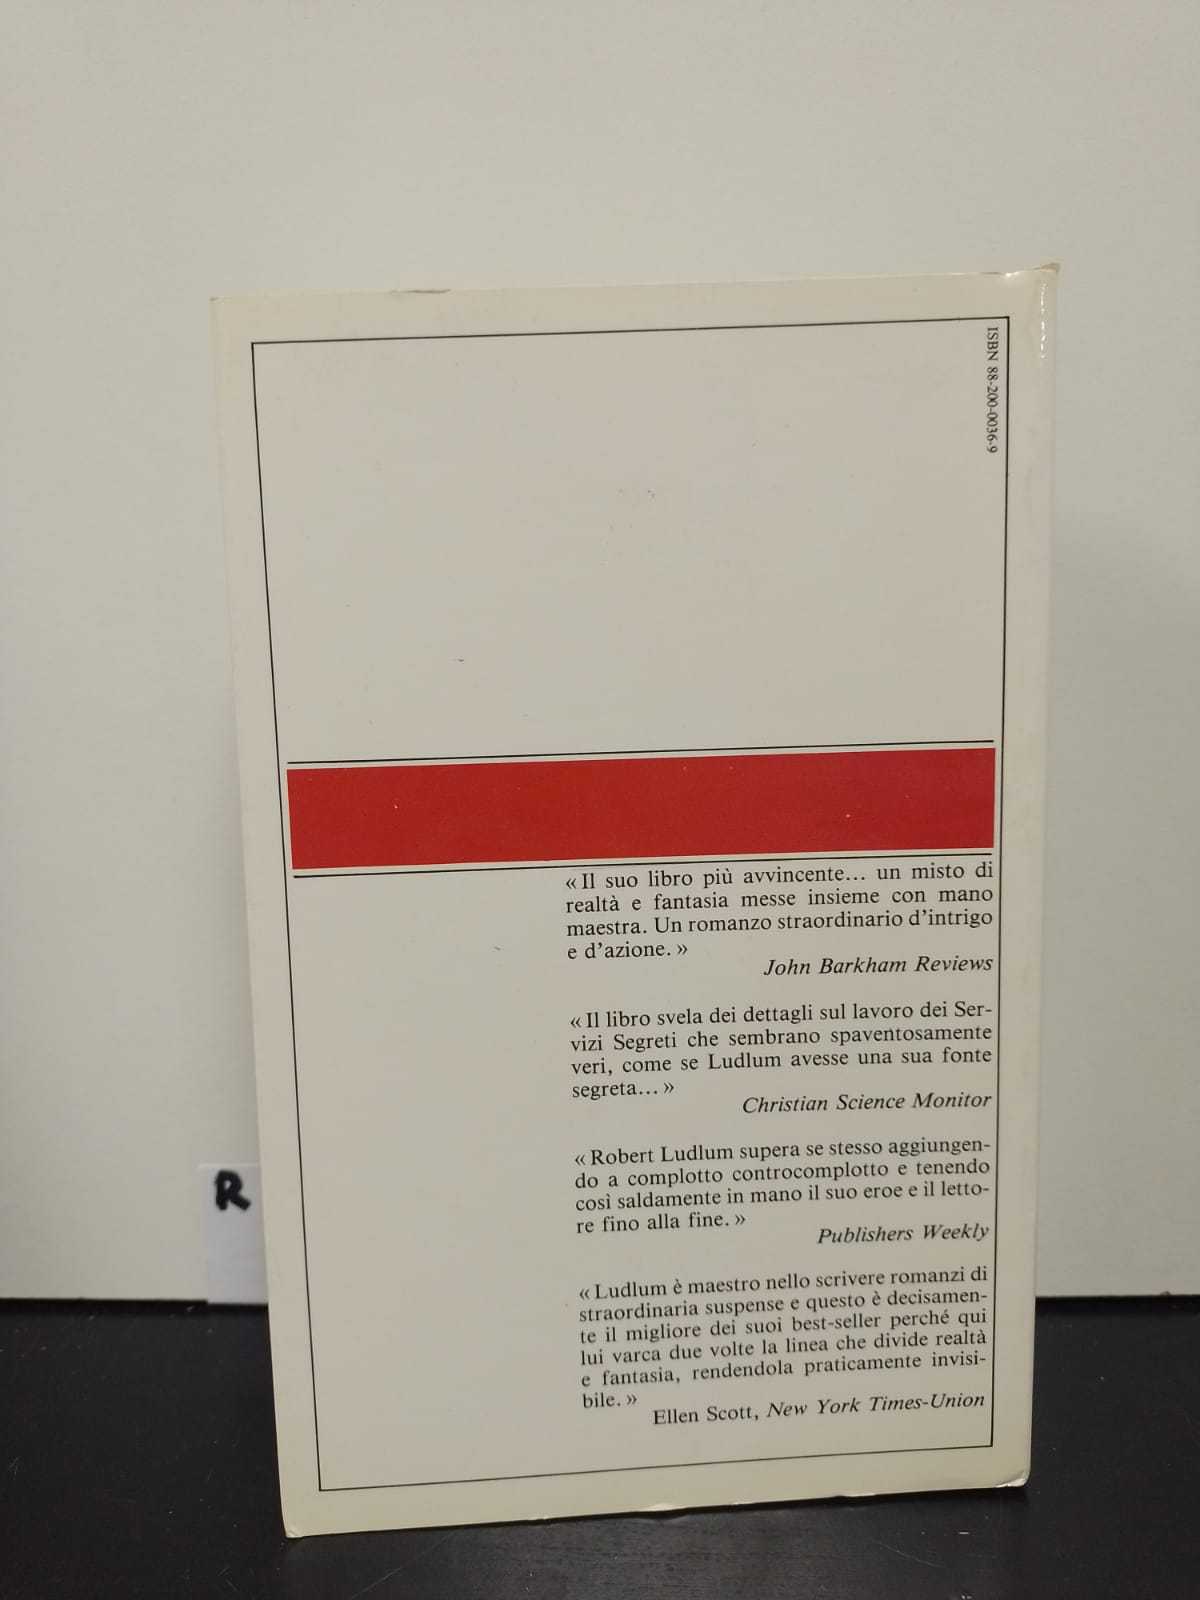 ISBN 88-200-0036-9
« Il suo libro più avvincente... un misto di
realtà e fantasia messe insieme con mano
maestra. Un romanzo straordinario d'intrigo
e d'azione. »
John Barkham Reviews
« Il libro svela dei dettagli sul lavoro dei Ser-
vizi Segreti che sembrano spaventosamente
veri, come se Ludlum avesse una sua fonte
segreta... »
Christian Science Monitor
« Robert Ludlum supera se stesso aggiungen-
do a complotto controcomplotto e tenendo
così saldamente in mano il suo eroe e il letto-
re fino alla fine. »
Publishers Weekly
« Ludlum è maestro nello scrivere romanzi di
straordinaria suspense e questo è decisamen-
te il migliore dei suoi best-seller perché qui
lui varca due volte la linea che divide realtà
e fantasia, rendendola praticamente invisi-
bile. »
Ellen Scott, New York Times-Union
R